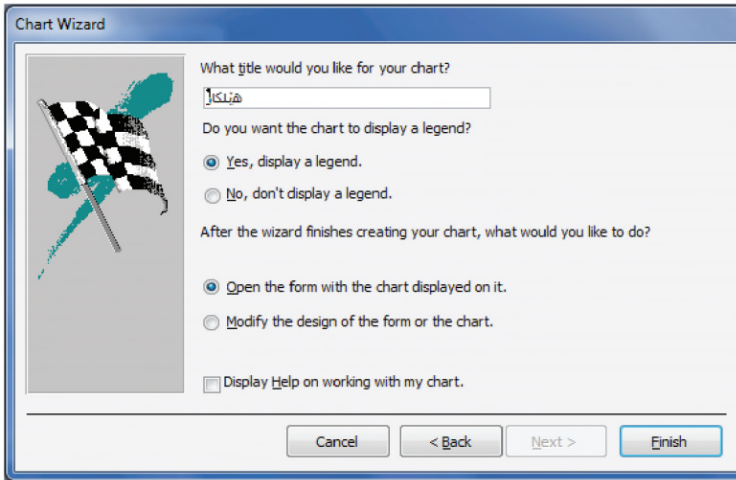 Chart Wizard
What title would you like for your chart?
هێلکار
Do you want the chart to display a legend?
Yes, display a legend.
No, don't display a legend.
After the wizard finishes creating your chart, what would you like to do?
Open the form with the chart displayed on it.
Modify the design of the form or the chart.
Display Help on working with my chart.
Cancel
< Back
Next >
Finish